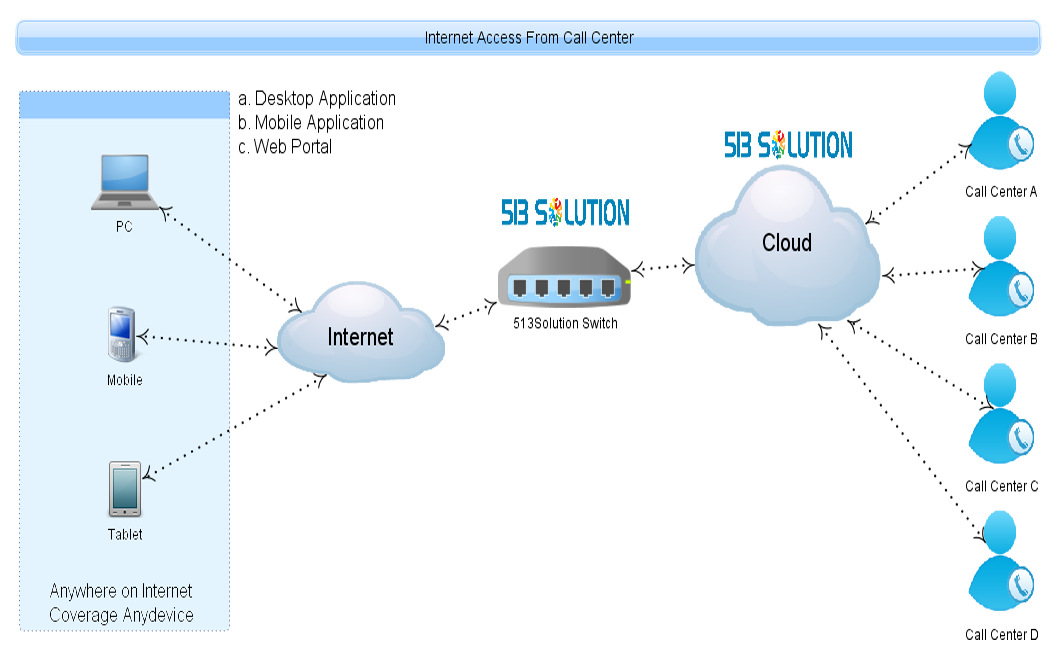 Internet Access From Call Center
a. Desktop Application
b. Mobile Application
c. Web Portal
PC
Mobile
Tablet
Anywhere on Internet
Coverage Anydevice
Internet
513 SOLUTION
513Solution Switch
513 SOLUTION
Cloud
Call Center A
Call Center B
Call Center C
Call Center D